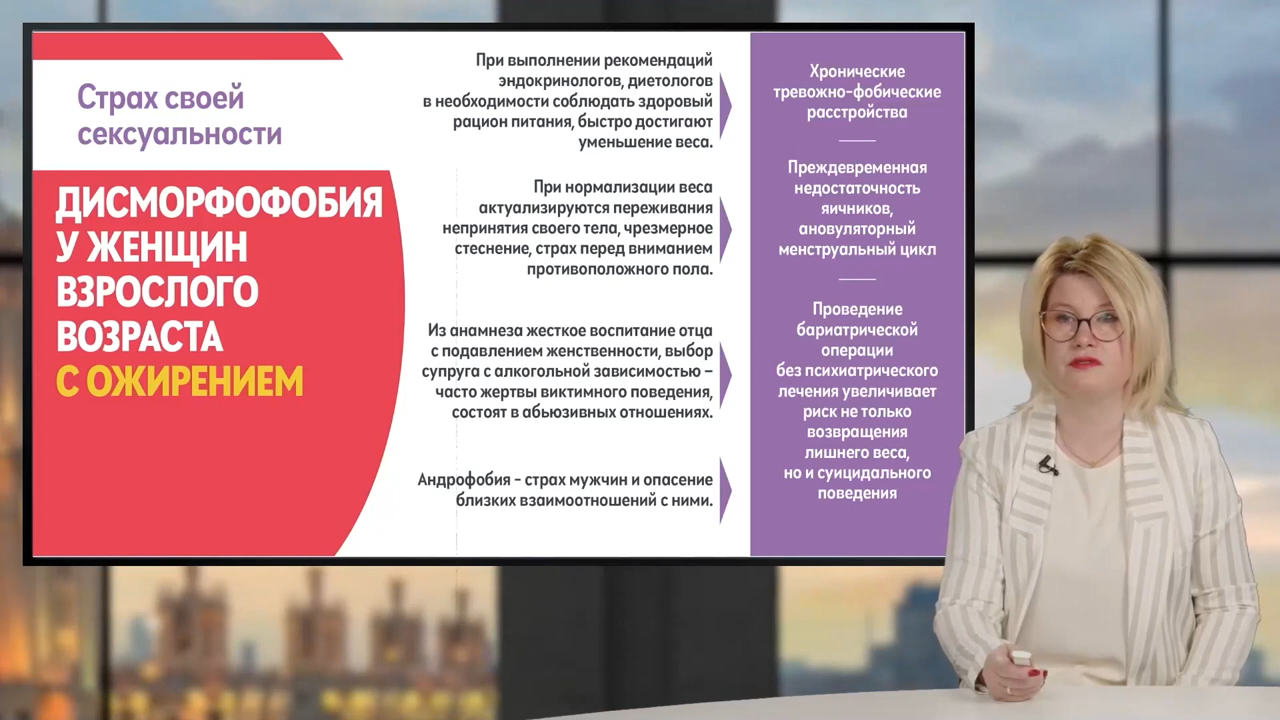 Страх своей
сексуальности
ДИСМОРФОФОБИЯ
У ЖЕНЩИН
ВЗРОСЛОГО
ВОЗРАСТА
С ОЖИРЕНИЕМ
При выполнении рекомендаций
эндокринологов, диетологов
в необходимости соблюдать здоровый
рацион питания, быстро достигают
уменьшение веса.
При нормализации веса
актуализируются переживания
непринятия своего тела, чрезмерное
стеснение, страх перед вниманием
противоположного пола.
Из анамнеза жесткое воспитание отца
с подавлением женственности, выбор
супруга с алкогольной зависимостью –
часто жертвы виктимного поведения,
состоят в абьюзивных отношениях.
Андрофобия – страх мужчин и опасение
близких взаимоотношений с ними.
Хронические
тревожно-фобические
расстройства
Преждевременная
недостаточность
яичников,
ановуляторный
менструальный цикл
Проведение
бариатрической
операции
без психиатрического
лечения увеличивает
риск не только
возвращения
лишнего веса,
но и суицидального
поведения